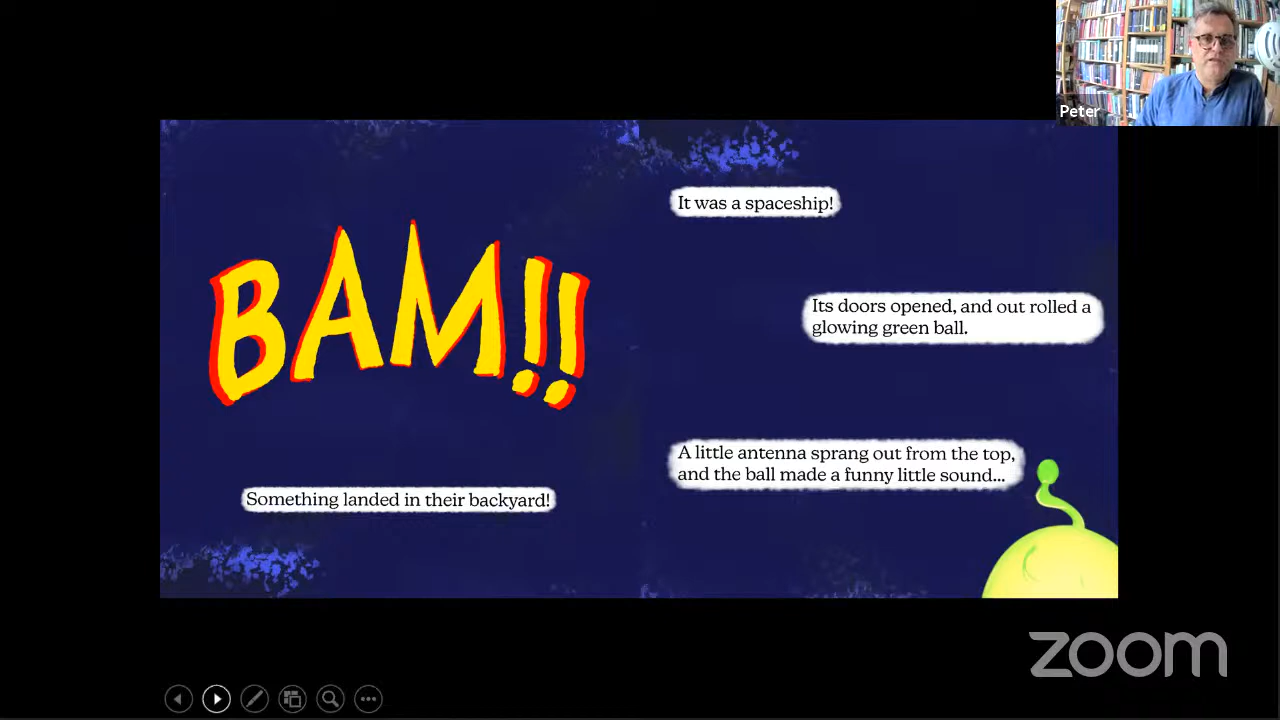 Peter
BAM!!
Something landed in their backyard!
It was a spaceship!
Its doors opened, and out rolled a
glowing green ball.
A little antenna sprang out from the top,
and the ball made a funny little sound...
zoom